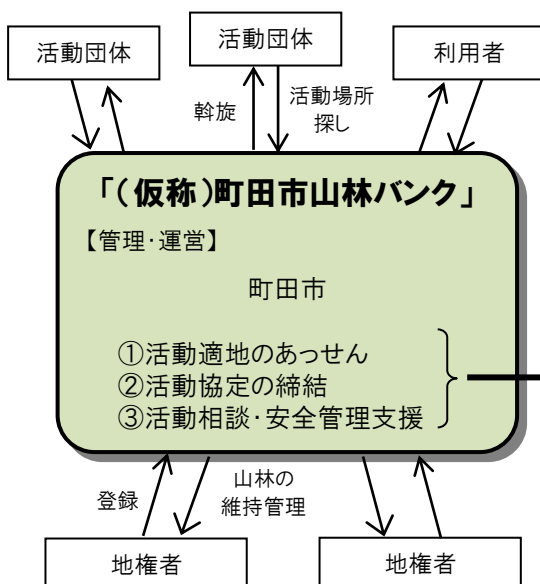 活動団体
活動団体
利用者
斡旋
活動場所
探し
「(仮称)町田市山林バンク」
【管理・運営】
町田市
①活動適地のあっせん
②活動協定の締結
③活動相談・安全管理支援
登録
山林の
維持管理
地権者
地権者